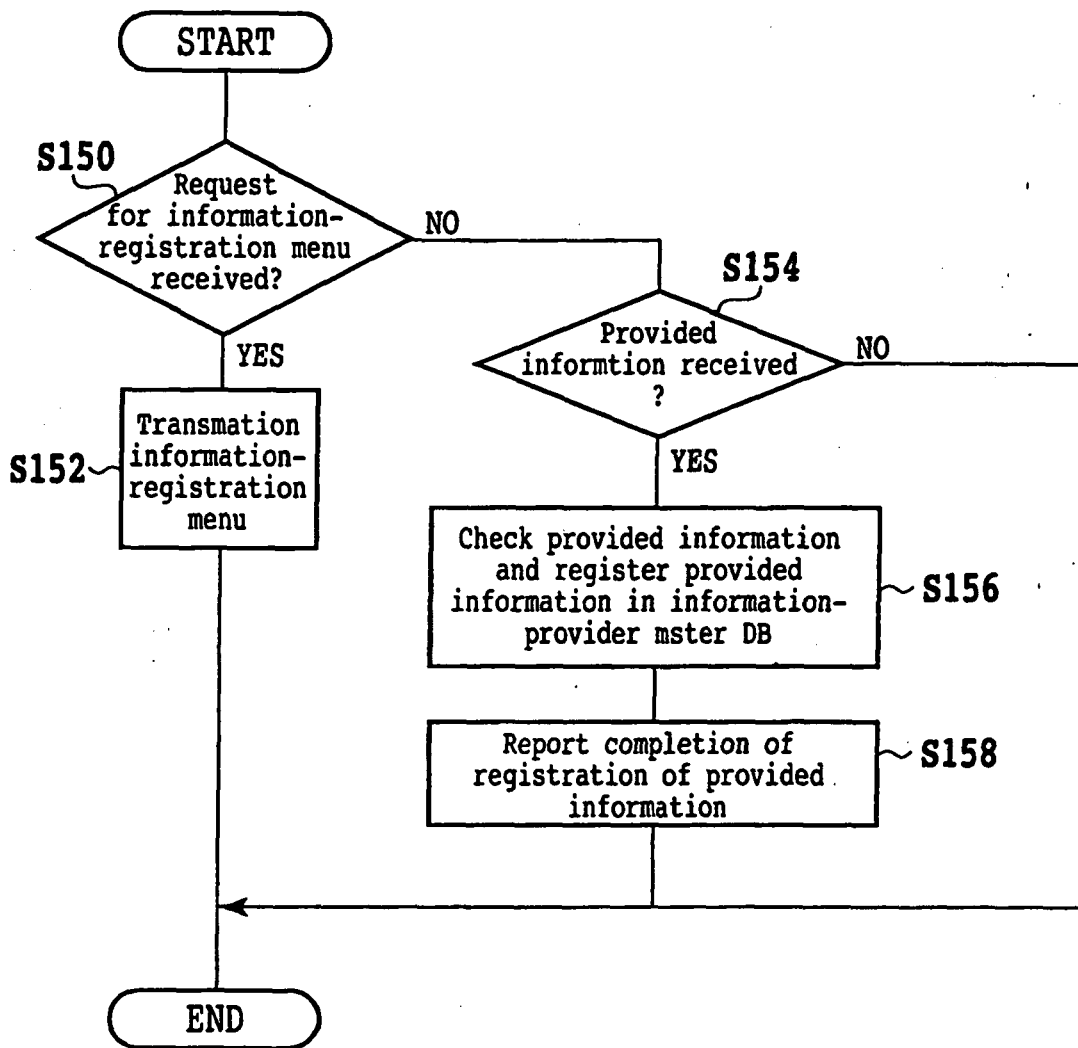 START
S150
Request
for information-
registration menu
received?
NO
YES
S152
Transmation
information-
registration
menu
S154
Provided
informtion received
?
NO
YES
Check provided information
and register provided
information in information-
provider mster DB
S156
Report completion of
registration of provided
information
S158
END